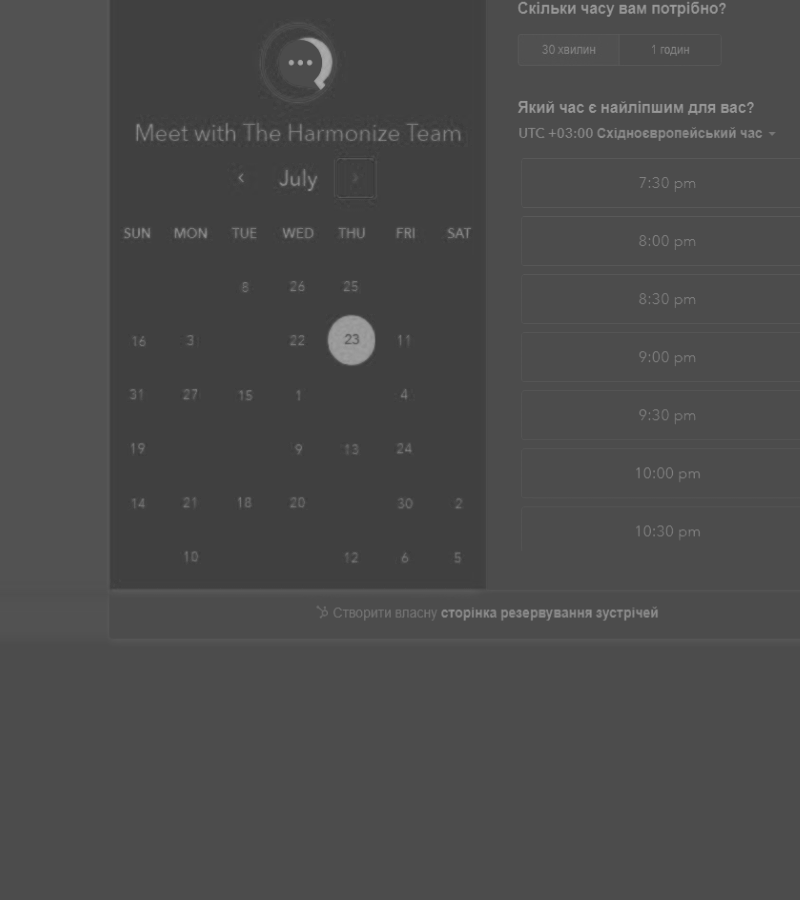 Meet with The Harmonize Team
July
SUN MON TUE WED THU FRI SAT
8 26 25
16 3 22 23 11
31 27 15 1 4
19 9 13 24
14 21 18 20 30 2
10 12 6 5
Скільки часу вам потрібно?
30 хвилин 1 годин
Який час є найліпшим для вас?
UTC +03:00 Східноєвропейський час
7:30 pm
8:00 pm
8:30 pm
9:00 pm
9:30 pm
10:00 pm
10:30 pm
Створити власну сторінка резервування зустрічей